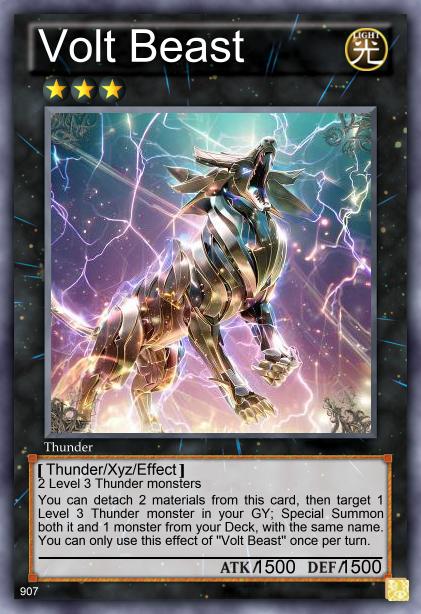 Volt Beast
LIGHT
光
Thunder
[ Thunder/Xyz/Effect ]
2 Level 3 Thunder monsters
You can detach 2 materials from this card, then target 1
Level 3 Thunder monster in your GY; Special Summon
both it and 1 monster from your Deck, with the same name.
You can only use this effect of "Volt Beast" once per turn.
ATK/1500 DEF/1500
907